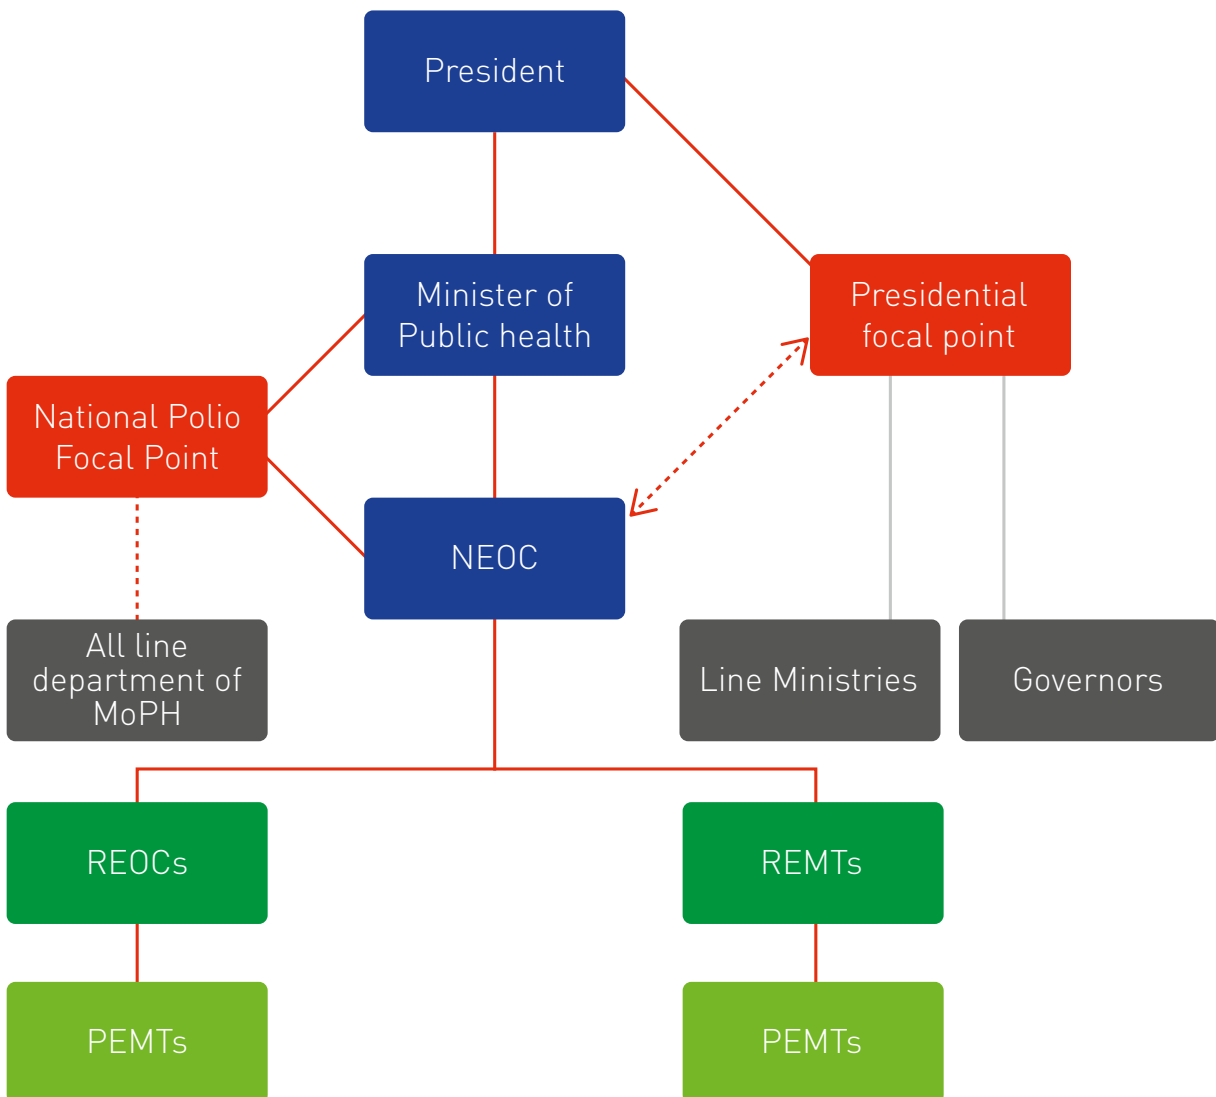 President
Minister of
Public health
Presidential
focal point
National Polio
Focal Point
NEOC
All line
department of
MoPH
Line Ministries
Governors
REOCs
REMTs
PEMTs
PEMTs